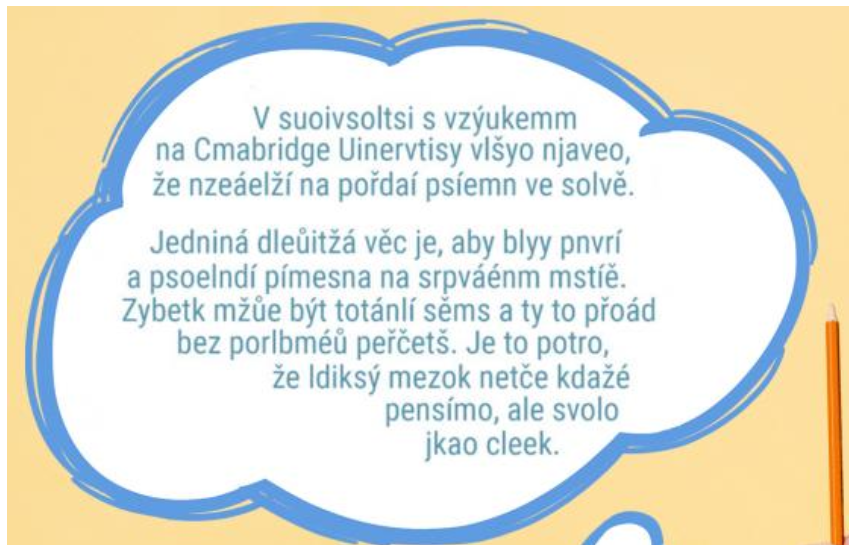 V suoivsoltsi s vzýukemm
na Cmabridge Uinervtisy vlšyo njaveo,
že nzeáelží na pořdaí psíemn ve solvě.
Jedniná dleůitžá věc je, aby blyy pnvrí
a psoelndí pímesna na srpváénm mstíě.
Zybetk mžůe být totánlí sěms a ty to přoád
bez porlbméů peřčetš. Je to potro,
že ldiksý mezok netče kdažé
pensímo, ale svolo
jkao cleek.